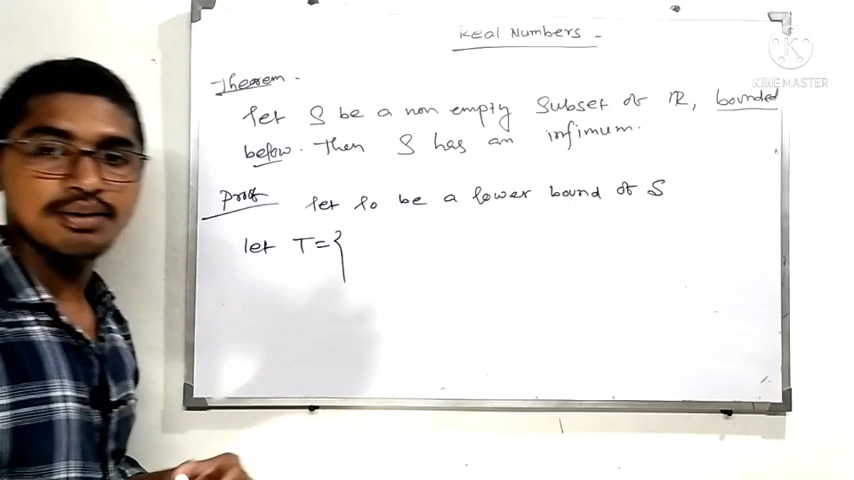 Real Numbers -
K
KINEMASTER
Theorem -
let S be a non empty Subset of ℝ, bounded
below. Then S has an infimum.
Proof let lo be a lower bound of S
let T = {